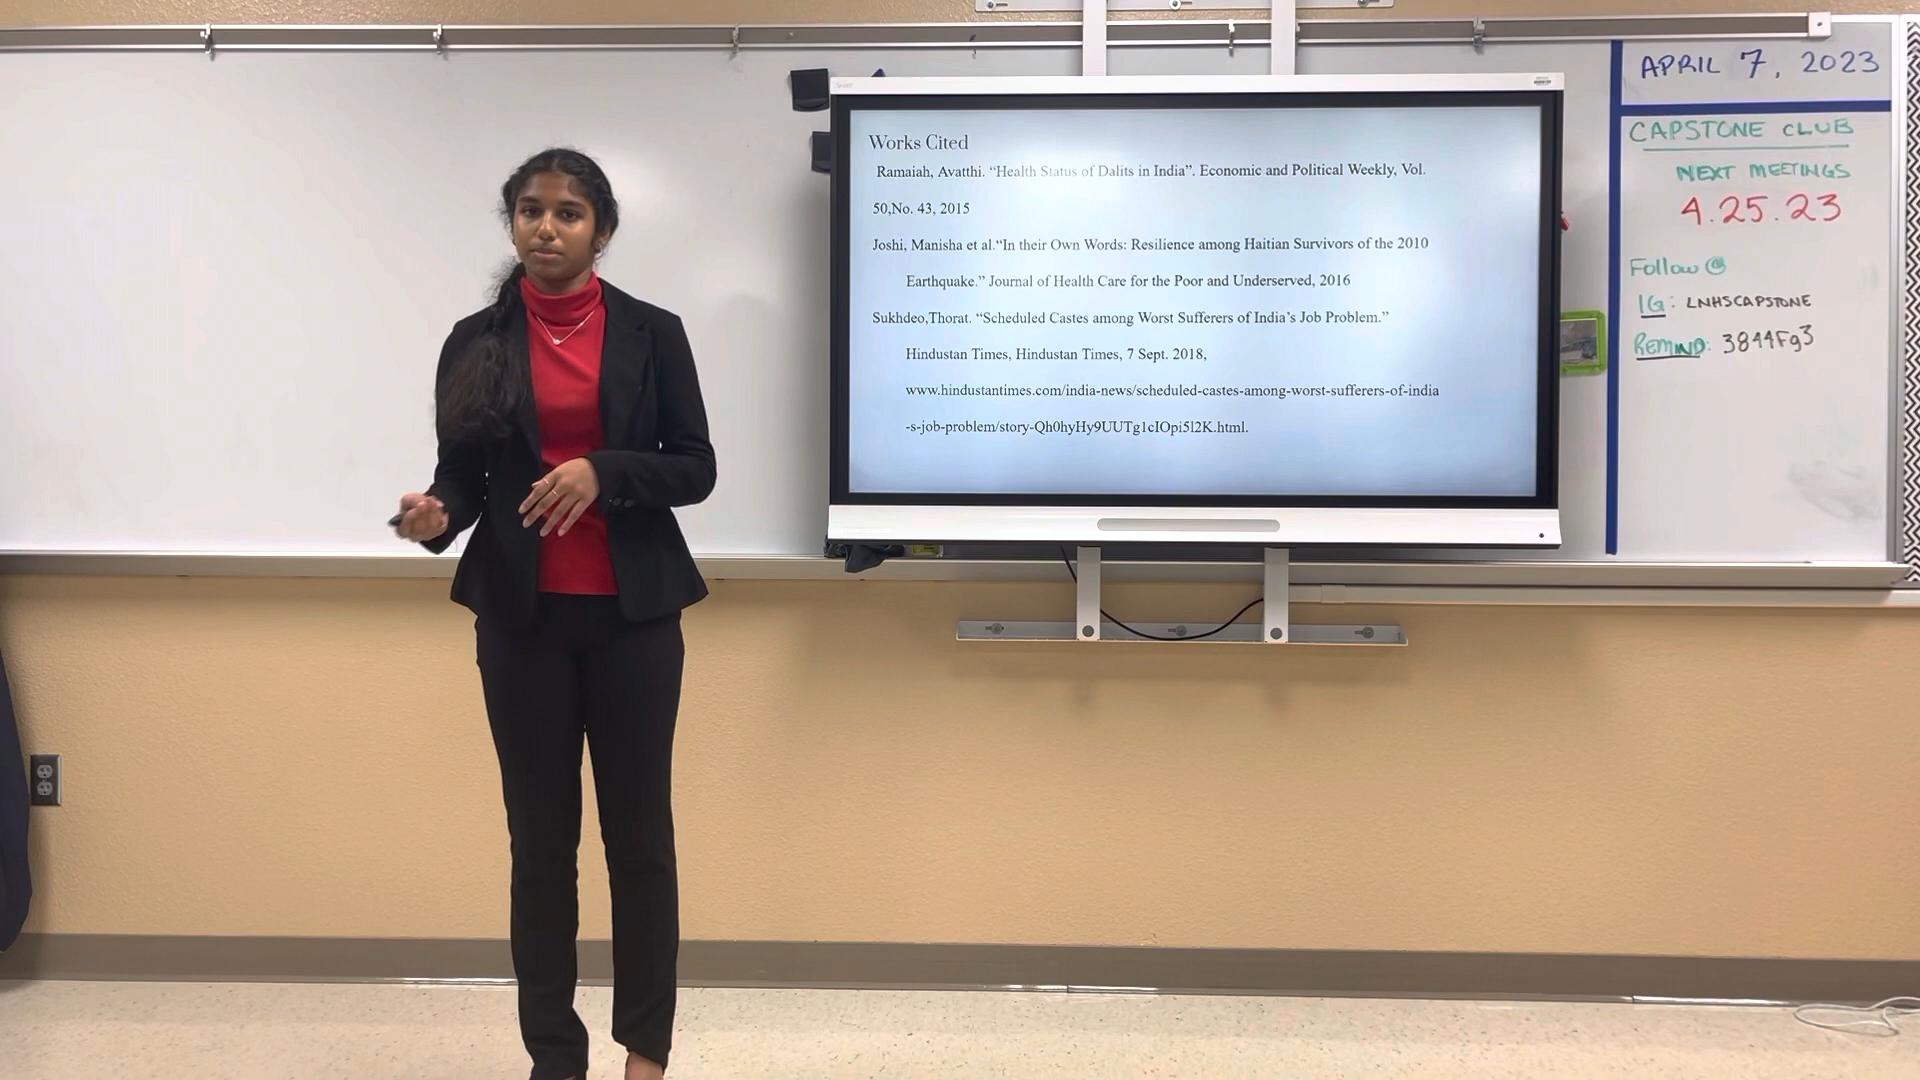 Works Cited
Ramaiah, Avatthi. “Health Status of Dalits in India”. Economic and Political Weekly, Vol.
50,No. 43, 2015
Joshi, Manisha et al.“In their Own Words: Resilience among Haitian Survivors of the 2010
Earthquake.” Journal of Health Care for the Poor and Underserved, 2016
Sukhdeo,Thorat. “Scheduled Castes among Worst Sufferers of India’s Job Problem.”
Hindustan Times, Hindustan Times, 7 Sept. 2018,
www.hindustantimes.com/india-news/scheduled-castes-among-worst-sufferers-of-india
-s-job-problem/story-Qh0hyHy9UUTg1cIOpi5l2K.html.
APRIL 7, 2023
CAPSTONE CLUB
NEXT MEETINGS
4.25.23
Follow @
IG: LNHSCAPSTONE
REMIND: 3844Fg3